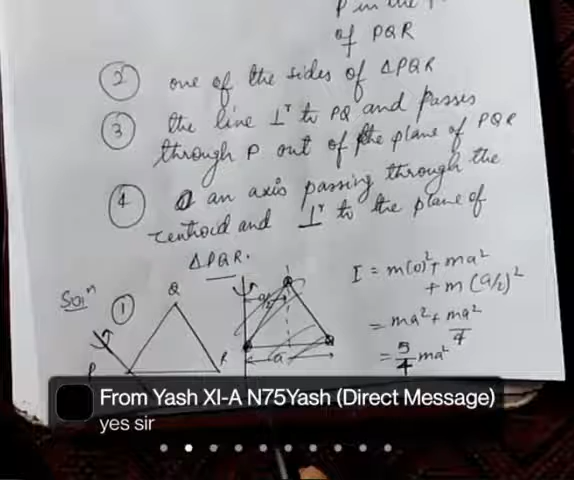 P in the
of PQR
② one of the sides of ΔPQR
③ the line ⊥ʳ to PQ and passes
through P out of the plane of PQR
④ an axis passing through the
centroid and ⊥ʳ to the plane of
ΔPQR.
Solⁿ ①
Q
P
R
a/2
a
I = m(0)² + ma²
+ m (a/2)²
= ma² + ma²/4
= 5/4 ma²
From Yash XI-A N75Yash (Direct Message)
yes sir